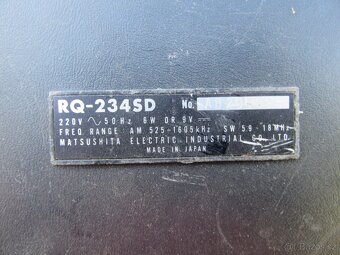 RQ-234SD No.
220V ∿ 50Hz 6W OR 9V ⎓
FREQ. RANGE: AM 525-1605kHz SW 5.9-18MHz
MATSUSHITA ELECTRIC INDUSTRIAL CO. LTD.
MADE IN JAPAN